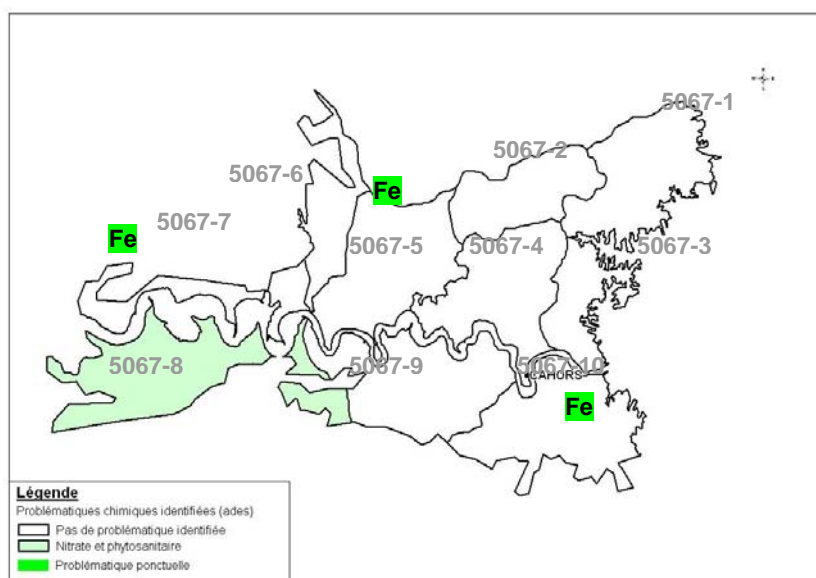 5067-1
5067-2
5067-6
Fe
5067-7
Fe
5067-5
5067-4
5067-3
5067-8
5067-9
5067-10
CAHORS
Fe
Légende
Problématiques chimiques identifiées (ades)
Pas de problématique identifiée
Nitrate et phytosanitaire
Problématique ponctuelle